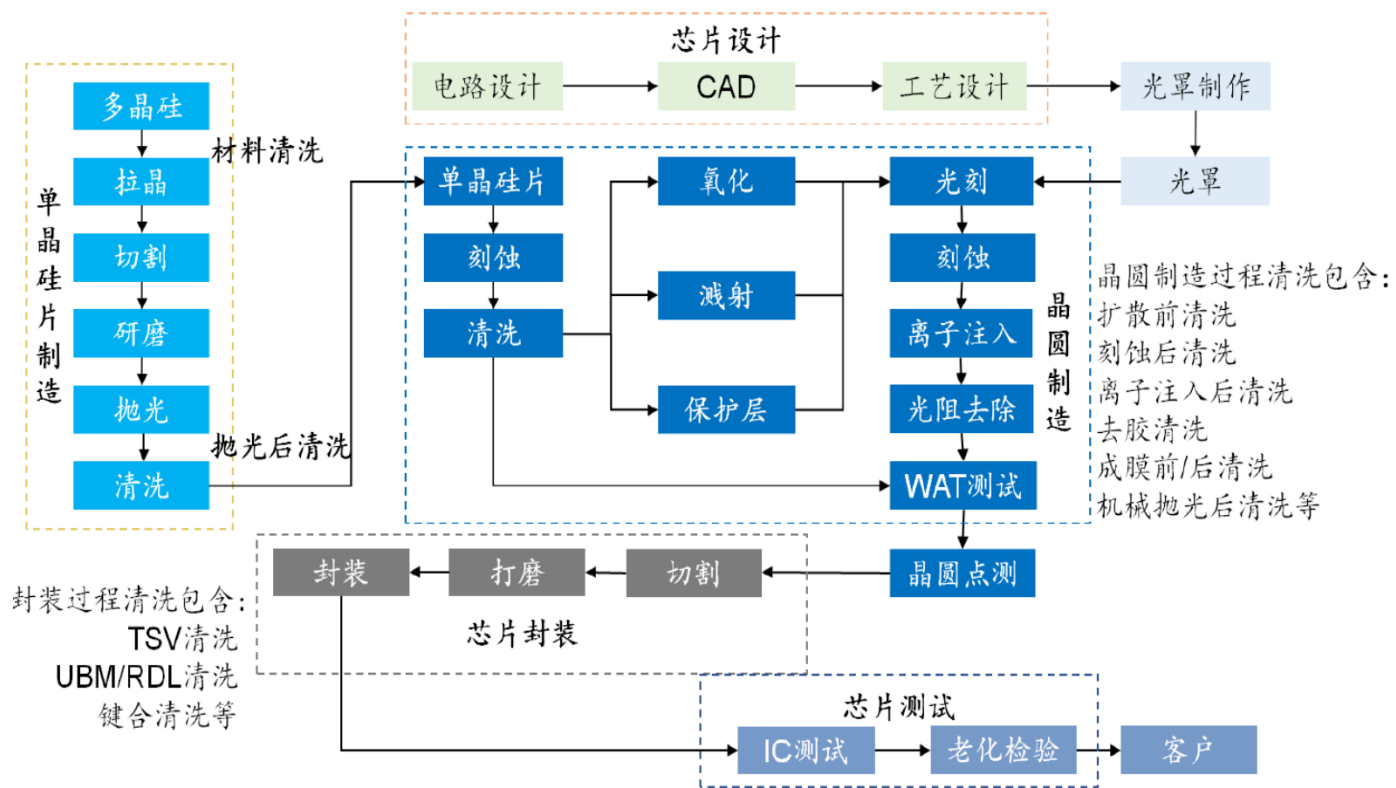 芯片设计
电路设计
CAD
工艺设计
光罩制作
光罩
单晶硅片制造
多晶硅
材料清洗
拉晶
切割
研磨
抛光
抛光后清洗
清洗
单晶硅片
刻蚀
清洗
氧化
溅射
保护层
光刻
刻蚀
离子注入
光阻去除
WAT测试
晶圆制造
晶圆制造过程清洗包含：
扩散前清洗
刻蚀后清洗
离子注入后清洗
去胶清洗
成膜前/后清洗
机械抛光后清洗等
晶圆点测
切割
打磨
封装
芯片封装
封装过程清洗包含：
TSV清洗
UBM/RDL清洗
键合清洗等
芯片测试
IC测试
老化检验
客户